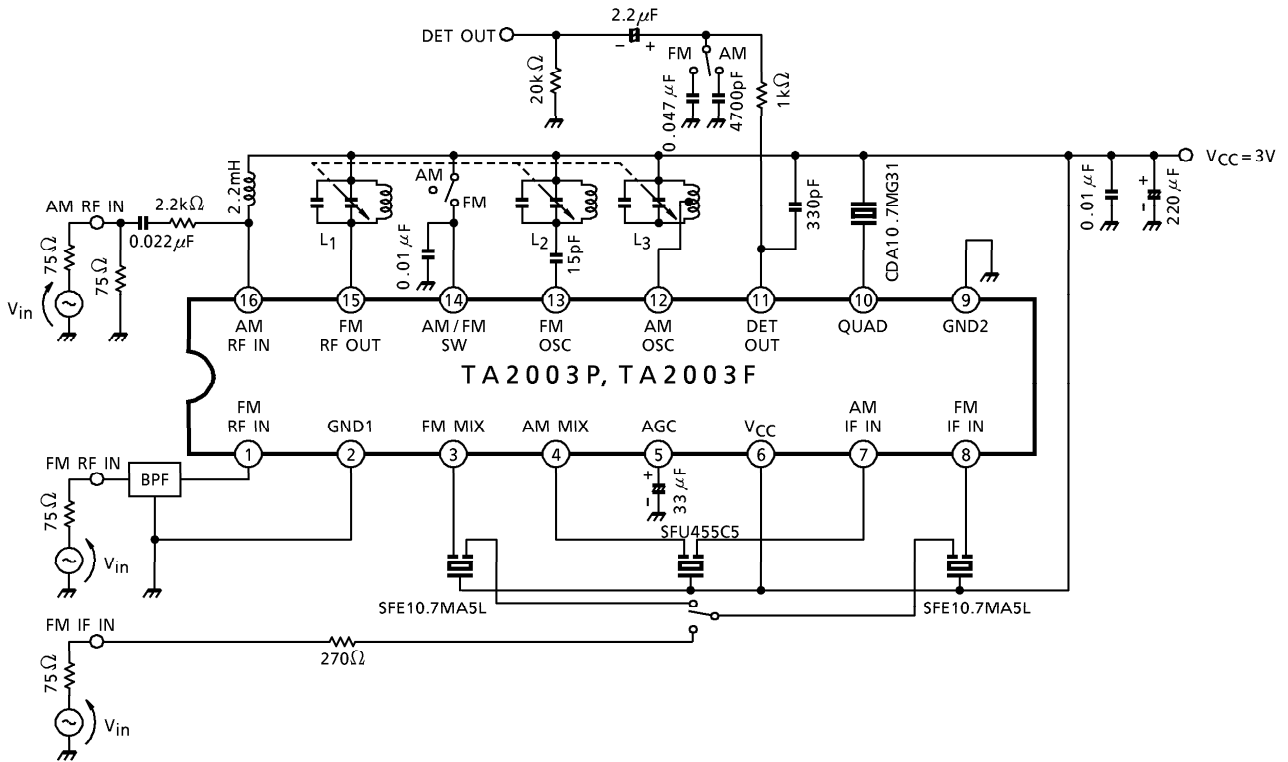 2.2μF
DET OUT
− +
FM AM
20kΩ
0.047μF
4700pF
1kΩ
VCC=3V
2.2mH
AM
FM
CDA10.7MG31
330pF
0.01μF
+
−
220μF
AM RF IN
2.2kΩ
0.022μF
75Ω
75Ω
Vin
L1
0.01μF
L2
15pF
L3
16 15 14 13 12 11 10 9
AM
RF IN
FM
RF OUT
AM/FM
SW
FM
OSC
AM
OSC
DET
OUT
QUAD
GND2
TA2003P, TA2003F
FM
RF IN
GND1
FM MIX
AM MIX
AGC
VCC
AM
IF IN
FM
IF IN
1 2 3 4 5 6 7 8
FM RF IN
BPF
75Ω
Vin
+
−
33μF
SFU455C5
SFE10.7MA5L
SFE10.7MA5L
FM IF IN
270Ω
75Ω
Vin